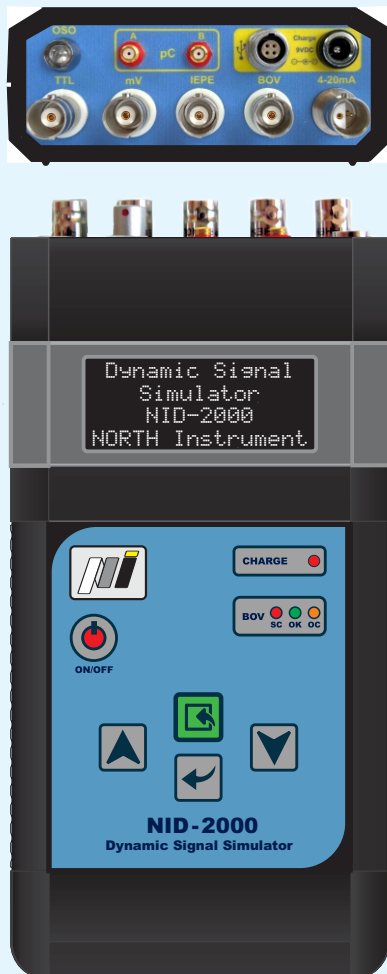 OSO
A
B
pC
Charge
9VDC
TTL
mV
IEPE
BOV
4-20mA
Dynamic Signal
Simulator
NID-2000
NORTH Instrument
CHARGE
BOV
SC OK OC
ON/OFF
NID-2000
Dynamic Signal Simulator